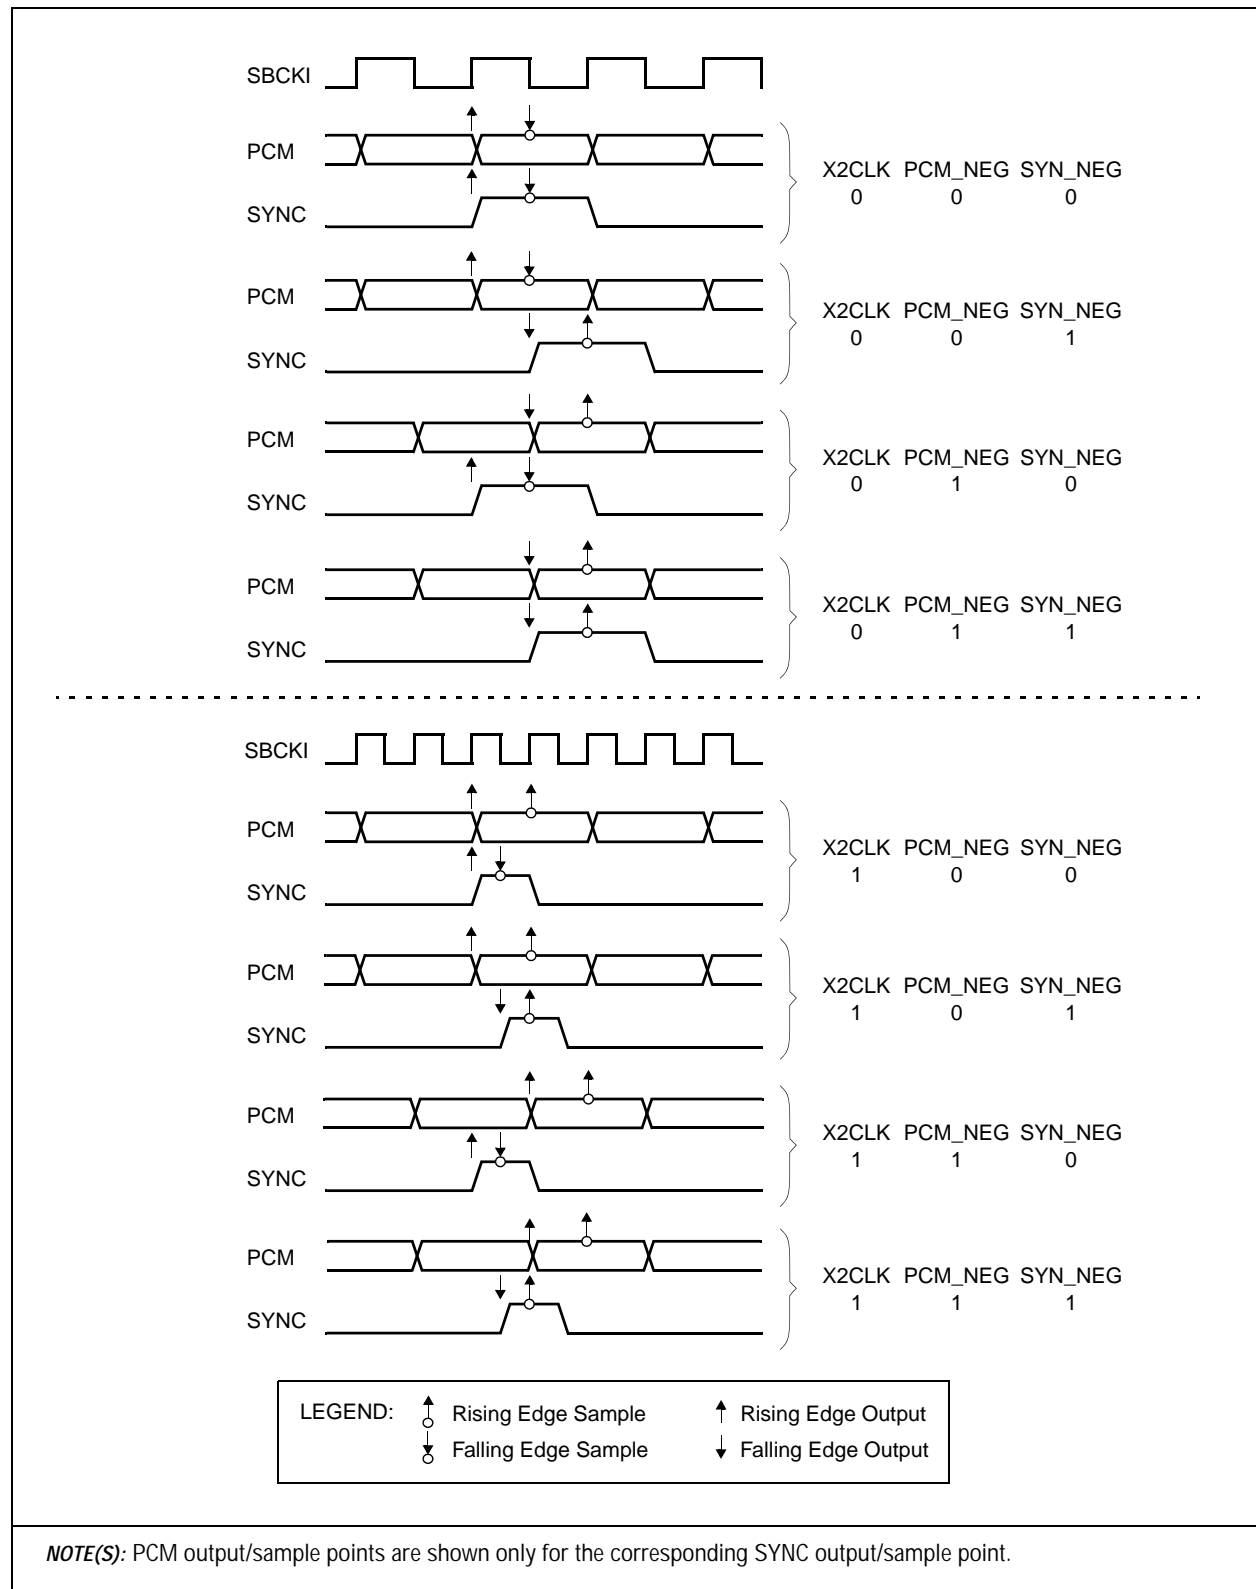 SBCKI
PCM
X2CLK PCM_NEG SYN_NEG
0 0 0
SYNC
PCM
X2CLK PCM_NEG SYN_NEG
0 0 1
SYNC
PCM
X2CLK PCM_NEG SYN_NEG
0 1 0
SYNC
PCM
X2CLK PCM_NEG SYN_NEG
0 1 1
SYNC
SBCKI
PCM
X2CLK PCM_NEG SYN_NEG
1 0 0
SYNC
PCM
X2CLK PCM_NEG SYN_NEG
1 0 1
SYNC
PCM
X2CLK PCM_NEG SYN_NEG
1 1 0
SYNC
PCM
X2CLK PCM_NEG SYN_NEG
1 1 1
SYNC
LEGEND: Rising Edge Sample Rising Edge Output
Falling Edge Sample Falling Edge Output
NOTE(S): PCM output/sample points are shown only for the corresponding SYNC output/sample point.